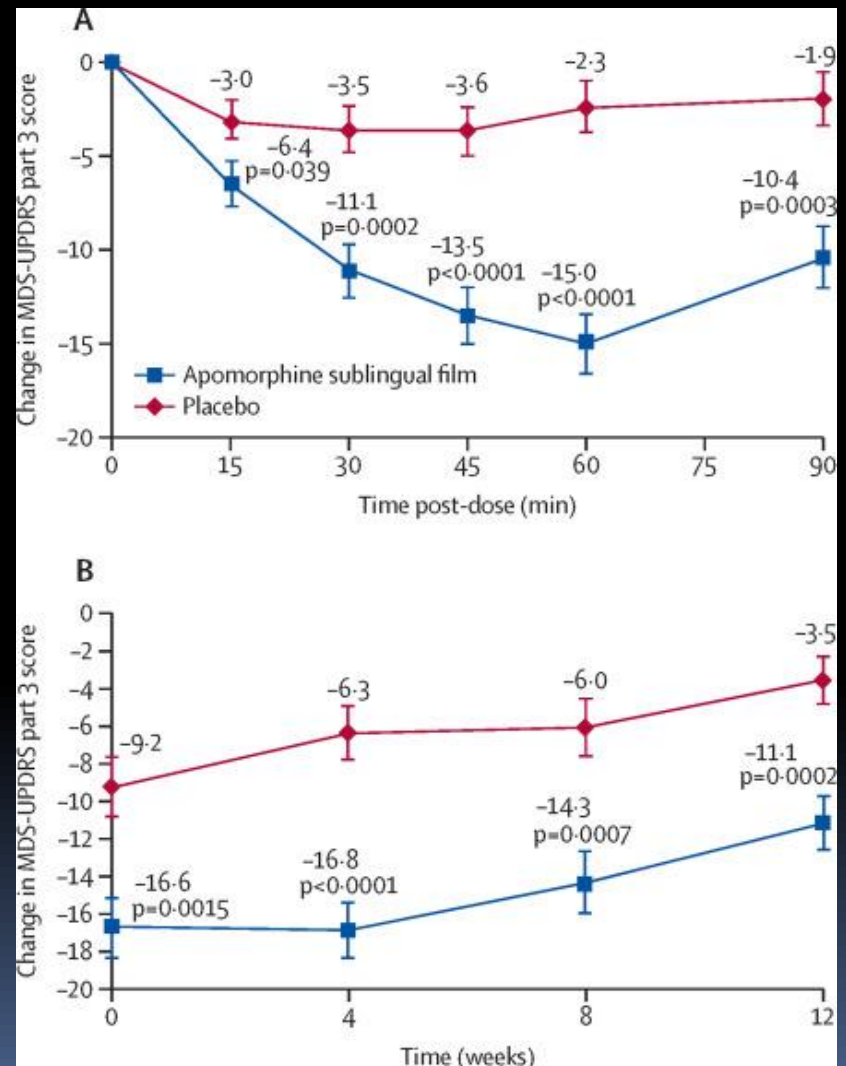 A
Change in MDS-UPDRS part 3 score
0
−5
−10
−15
−20
−3·0
−3·5
−3·6
−2·3
−1·9
−6·4
p=0·039
−11·1
p=0·0002
−13·5
p<0·0001
−15·0
p<0·0001
−10·4
p=0·0003
Apomorphine sublingual film
Placebo
0 15 30 45 60 75 90
Time post-dose (min)
B
Change in MDS-UPDRS part 3 score
0
−2
−4
−6
−8
−10
−12
−14
−16
−18
−20
−9·2
−6·3
−6·0
−3·5
−16·6
p=0·0015
−16·8
p<0·0001
−14·3
p=0·0007
−11·1
p=0·0002
0 4 8 12
Time (weeks)